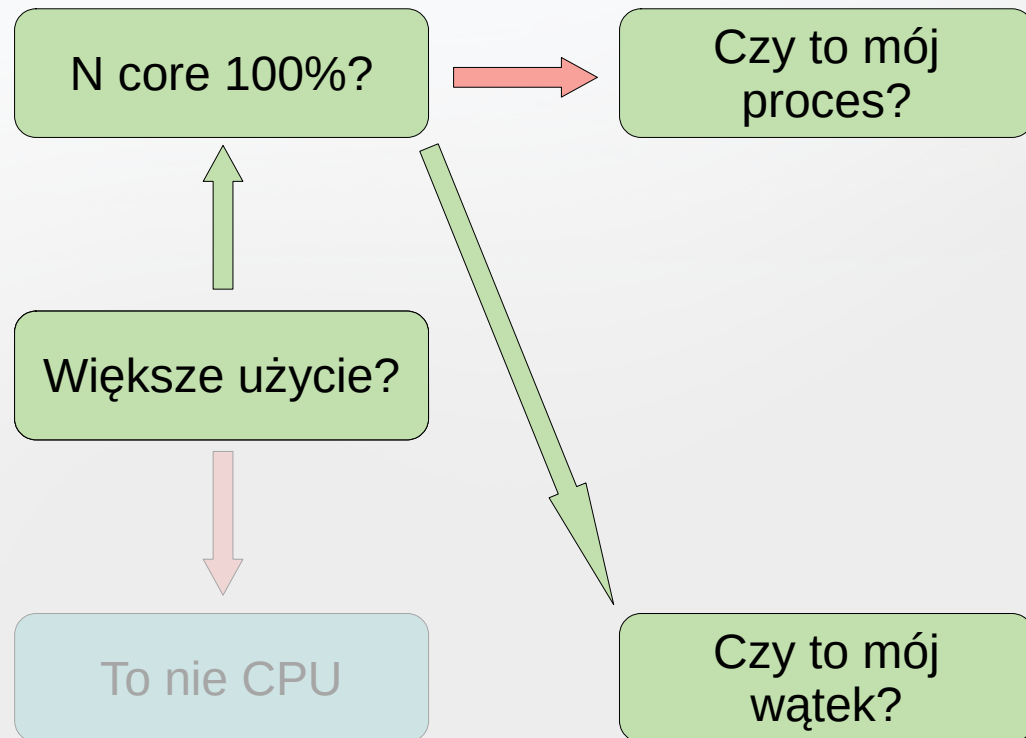 N core 100%?
Czy to mój
proces?
Większe użycie?
To nie CPU
Czy to mój
wątek?